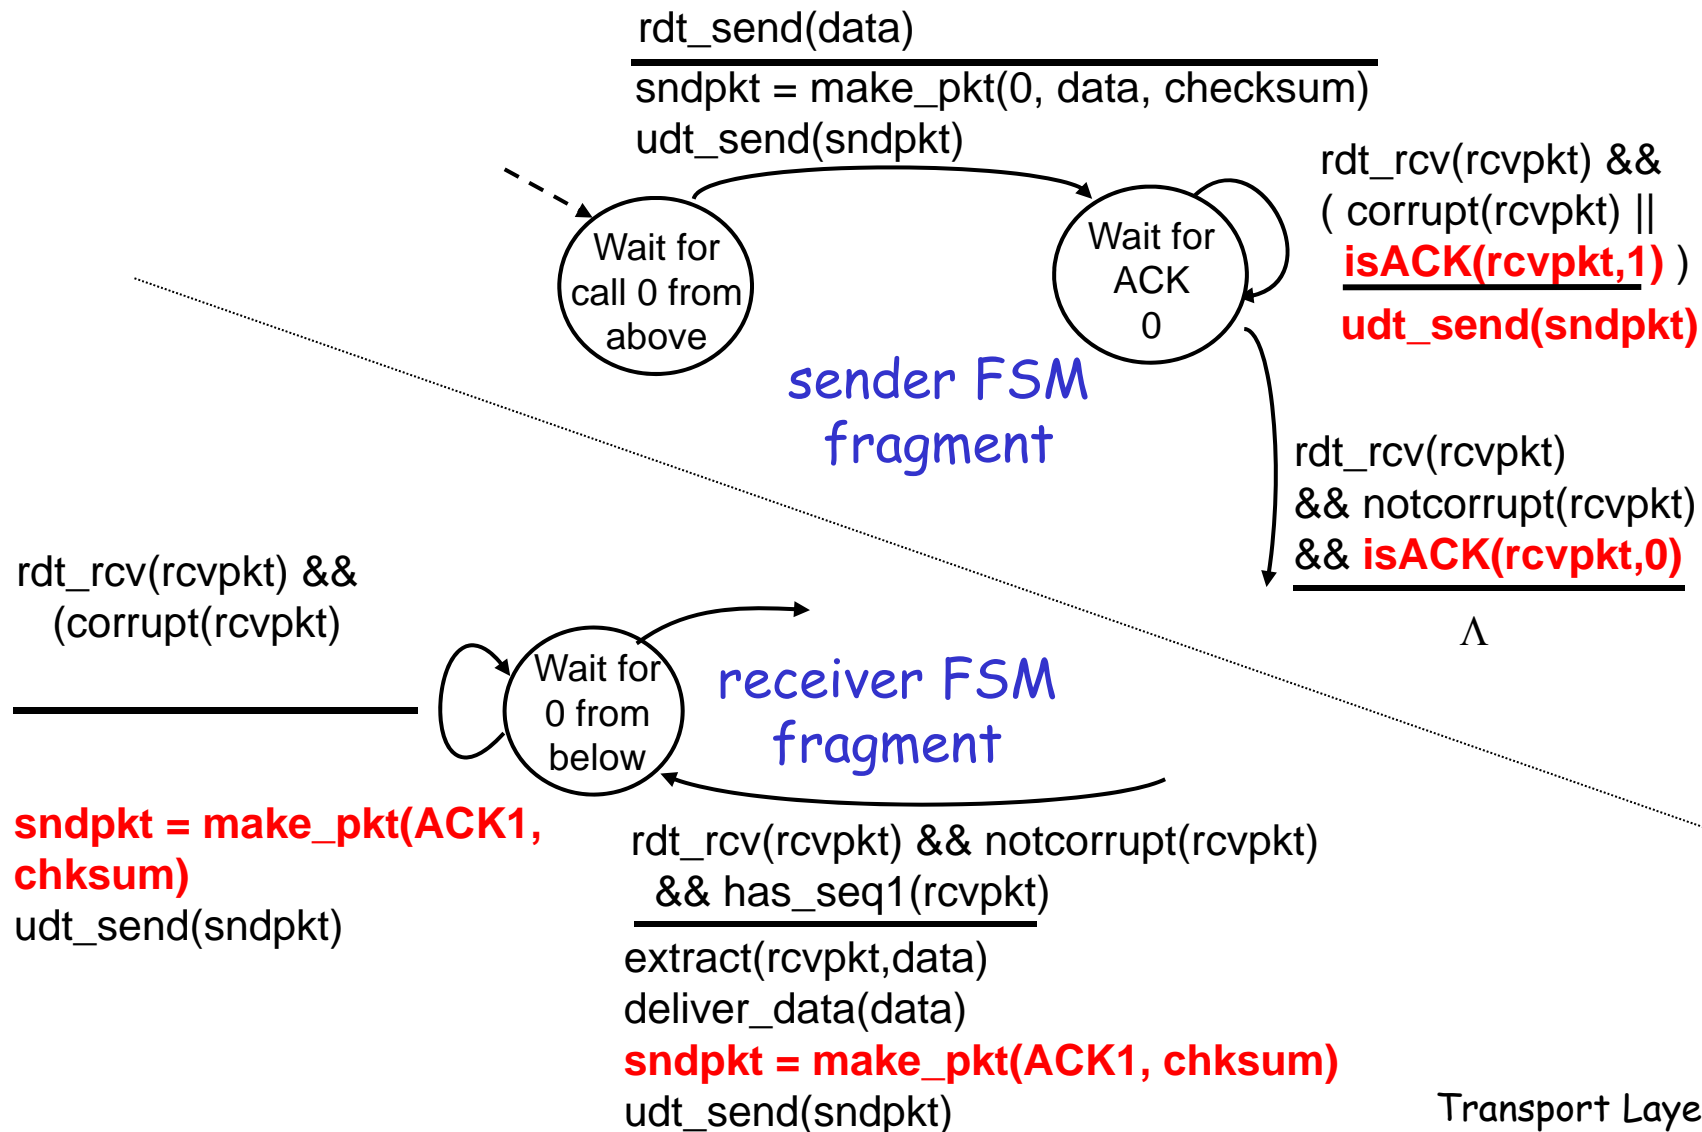 rdt_send(data)
sndpkt = make_pkt(0, data, checksum)
udt_send(sndpkt)
rdt_rcv(rcvpkt) &&
( corrupt(rcvpkt) ||
isACK(rcvpkt,1) )
udt_send(sndpkt)
Wait for
call 0 from
above
Wait for
ACK
0
sender FSM
fragment
rdt_rcv(rcvpkt)
&& notcorrupt(rcvpkt)
&& isACK(rcvpkt,0)
Λ
rdt_rcv(rcvpkt) &&
(corrupt(rcvpkt)
sndpkt = make_pkt(ACK1,
chksum)
udt_send(sndpkt)
Wait for
0 from
below
receiver FSM
fragment
rdt_rcv(rcvpkt) && notcorrupt(rcvpkt)
&& has_seq1(rcvpkt)
extract(rcvpkt,data)
deliver_data(data)
sndpkt = make_pkt(ACK1, chksum)
udt_send(sndpkt)
Transport Laye